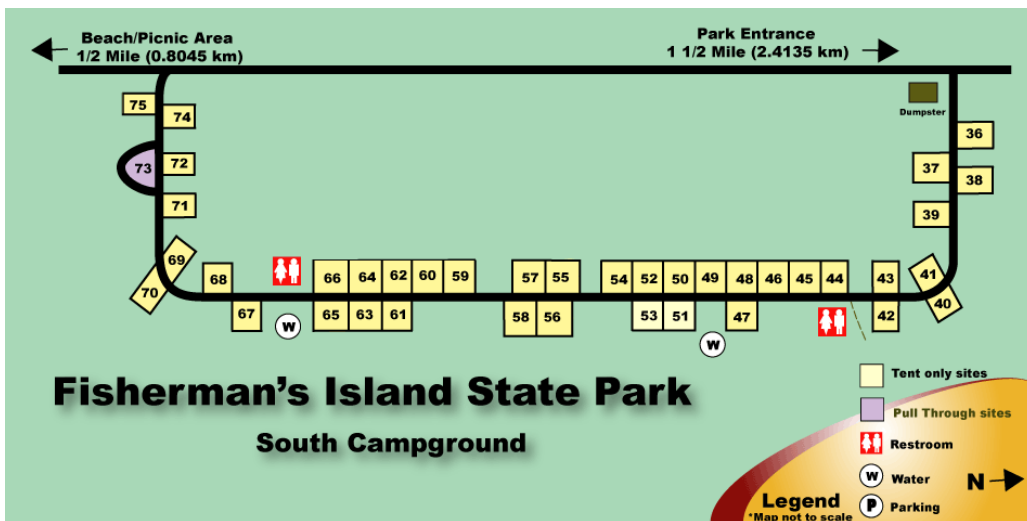 Beach/Picnic Area
1/2 Mile (0.8045 km)
Park Entrance
1 1/2 Mile (2.4135 km)
Dumpster
75
74
73
72
71
36
37
38
39
69
70
68
66
64
62
60
59
57
55
54
52
50
49
48
46
45
44
43
41
40
67
65
63
61
58
56
53
51
47
42
W
W
Fisherman's Island State Park
South Campground
Tent only sites
Pull Through sites
Restroom
W Water
P Parking
N
Legend
*Map not to scale